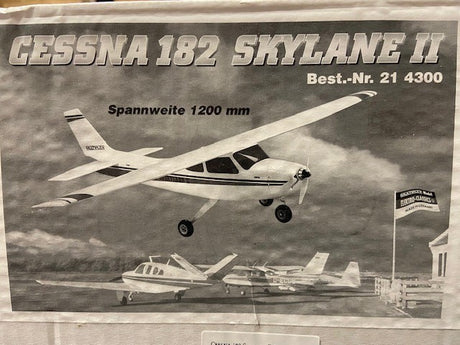 CESSNA 182 SKYLANE II
Best.-Nr. 21 4300
Spannweite 1200 mm